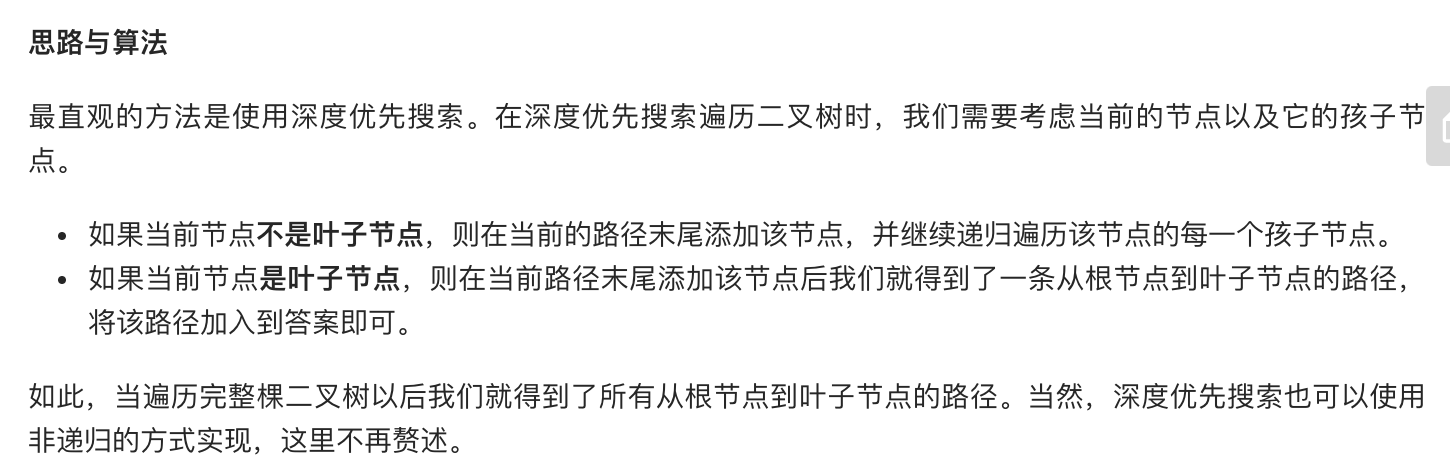 思路与算法
最直观的方法是使用深度优先搜索。在深度优先搜索遍历二叉树时，我们需要考虑当前的节点以及它的孩子节
点。
• 如果当前节点不是叶子节点，则在当前的路径末尾添加该节点，并继续递归遍历该节点的每一个孩子节点。
• 如果当前节点是叶子节点，则在当前路径末尾添加该节点后我们就得到了一条从根节点到叶子节点的路径，
将该路径加入到答案即可。
如此，当遍历完整棵二叉树以后我们就得到了所有从根节点到叶子节点的路径。当然，深度优先搜索也可以使用
非递归的方式实现，这里不再赘述。